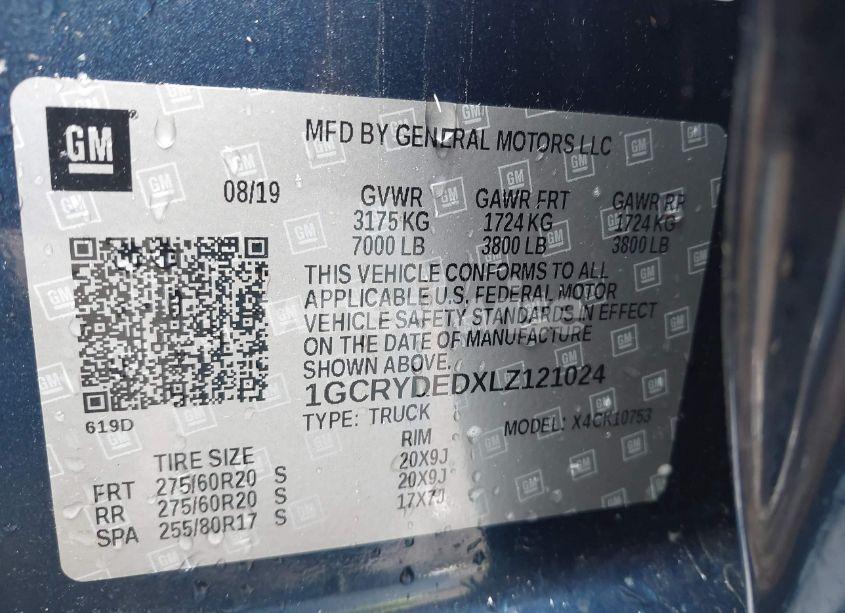 GM
MFD BY GENERAL MOTORS LLC
08/19
GVWR GAWR FRT GAWR RR
3175 KG 1724 KG 1724 KG
7000 LB 3800 LB 3800 LB
THIS VEHICLE CONFORMS TO ALL
APPLICABLE U.S. FEDERAL MOTOR
VEHICLE SAFETY STANDARDS IN EFFECT
ON THE DATE OF MANUFACTURE
SHOWN ABOVE.
1GCRYDEDXLZ121024
TYPE: TRUCK MODEL: X4CK10753
619D
TIRE SIZE RIM
FRT 275/60R20 S 20X9J
RR 275/60R20 S 20X9J
SPA 255/80R17 S 17X7J